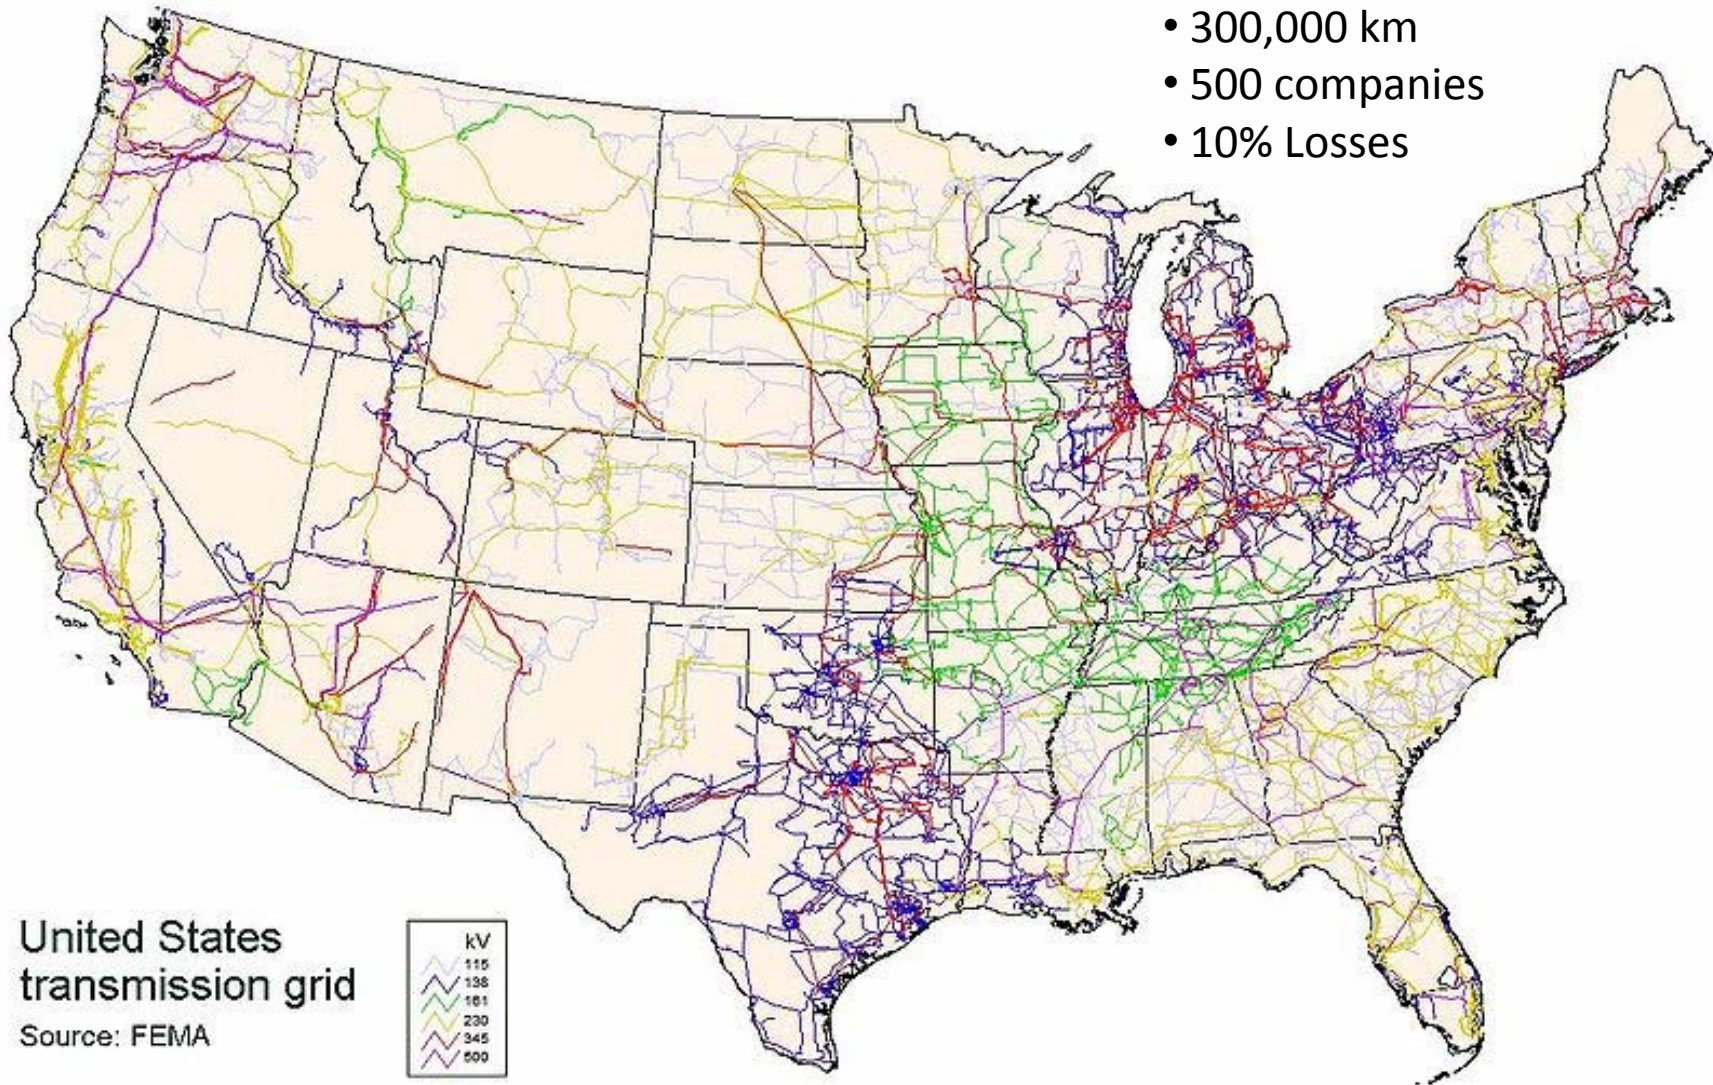 • 300,000 km
• 500 companies
• 10% Losses
United States
transmission grid
Source: FEMA
kV
115
138
161
230
345
500